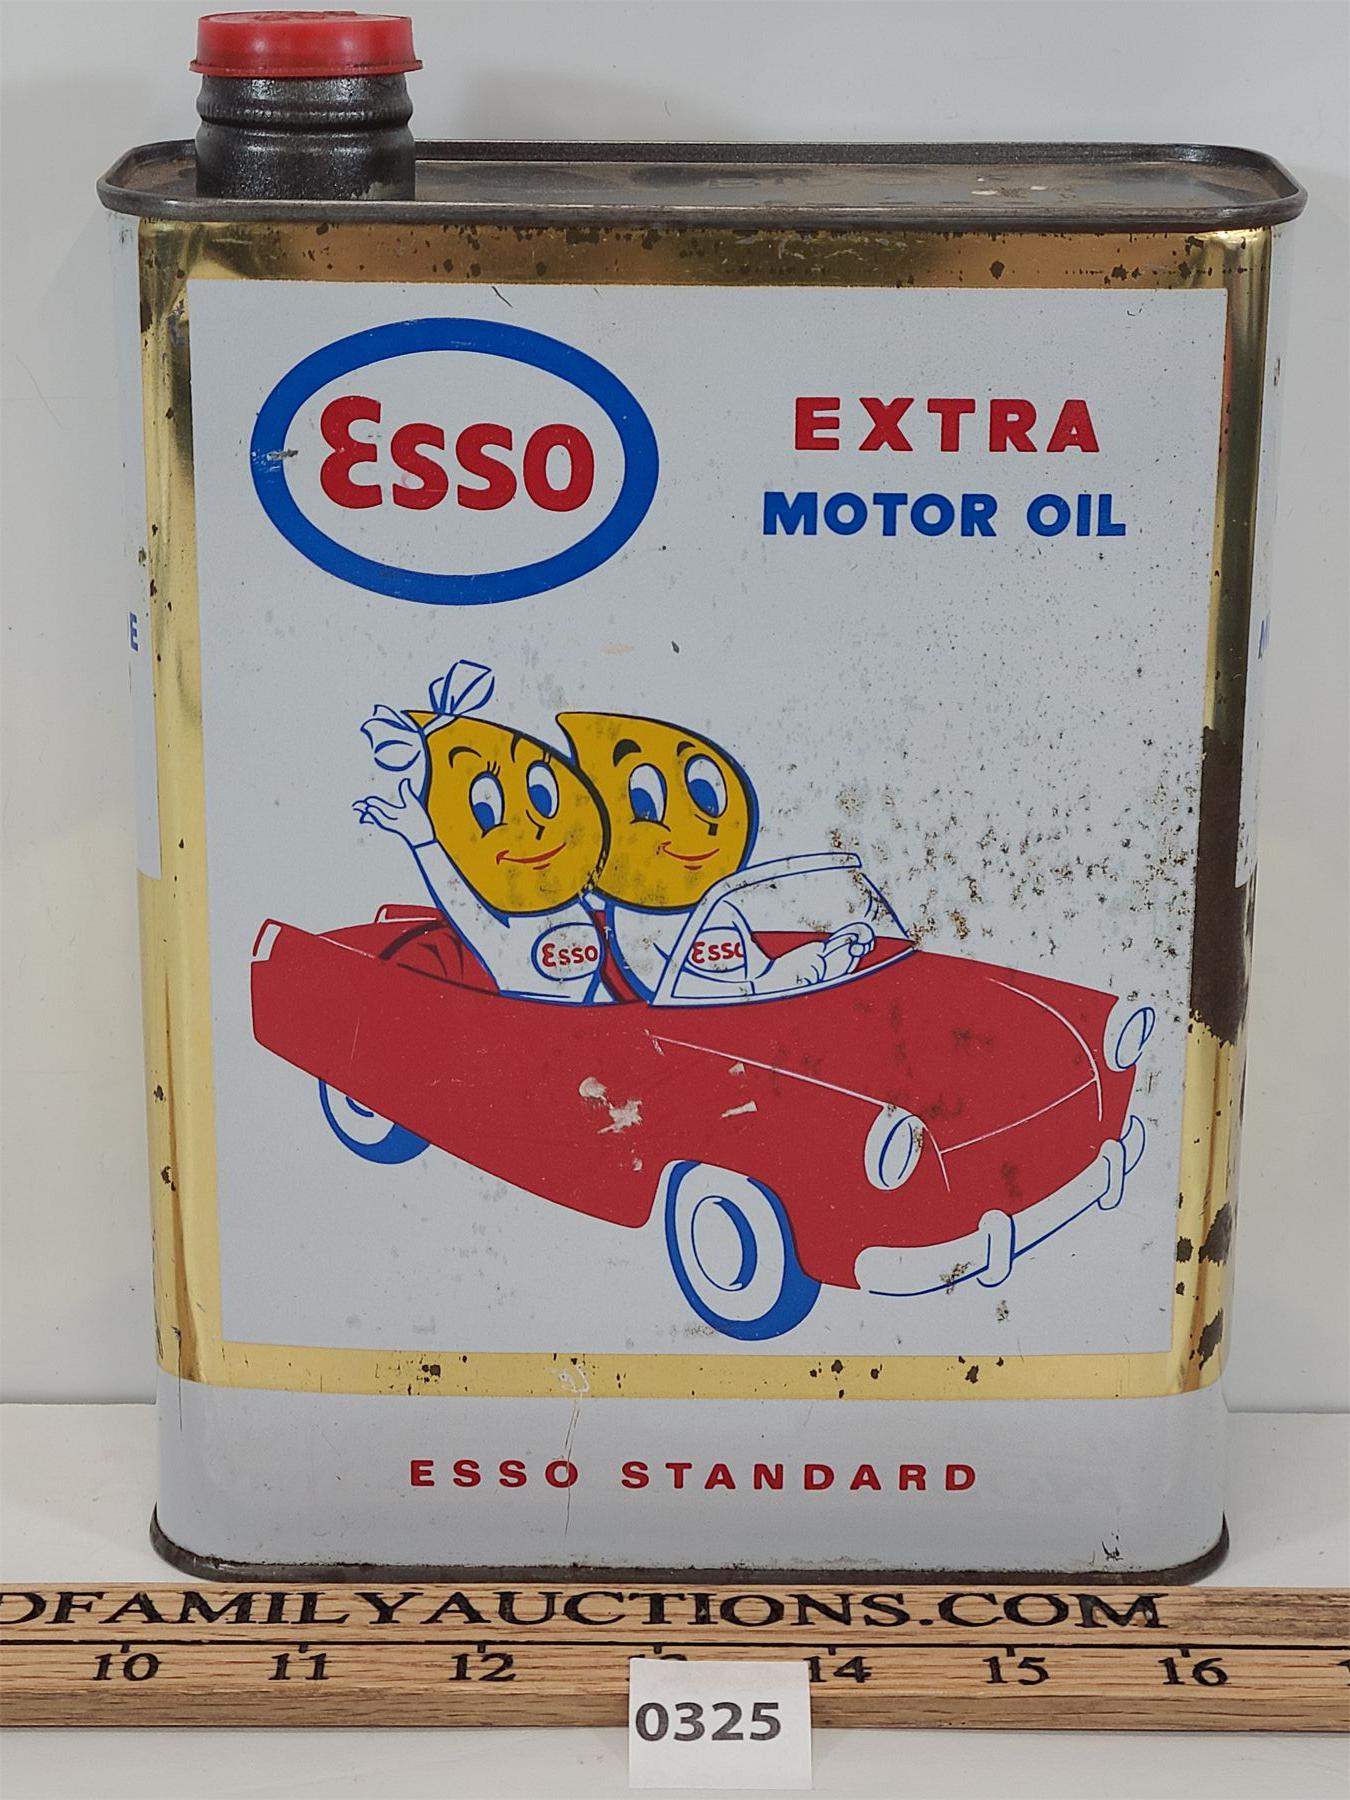 Esso
EXTRA
MOTOR OIL
E
Esso
Esso
ESSO STANDARD
DFAMILYAUCTIONS.COM
10 11 12 14 15 16
0325